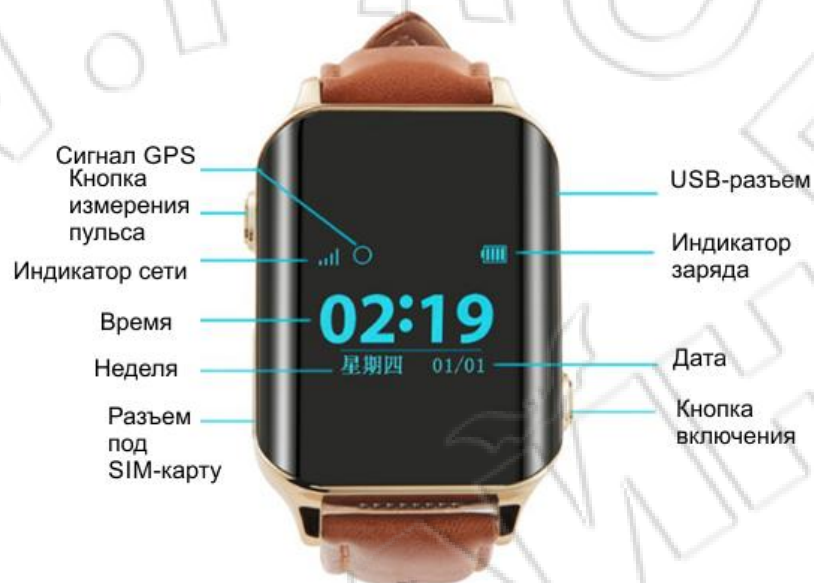 Сигнал GPS
Кнопка
измерения
пульса
Индикатор сети
Время
Неделя
Разъем
под
SIM-карту
02:19
星期四 01/01
USB-разъем
Индикатор
заряда
Дата
Кнопка
включения